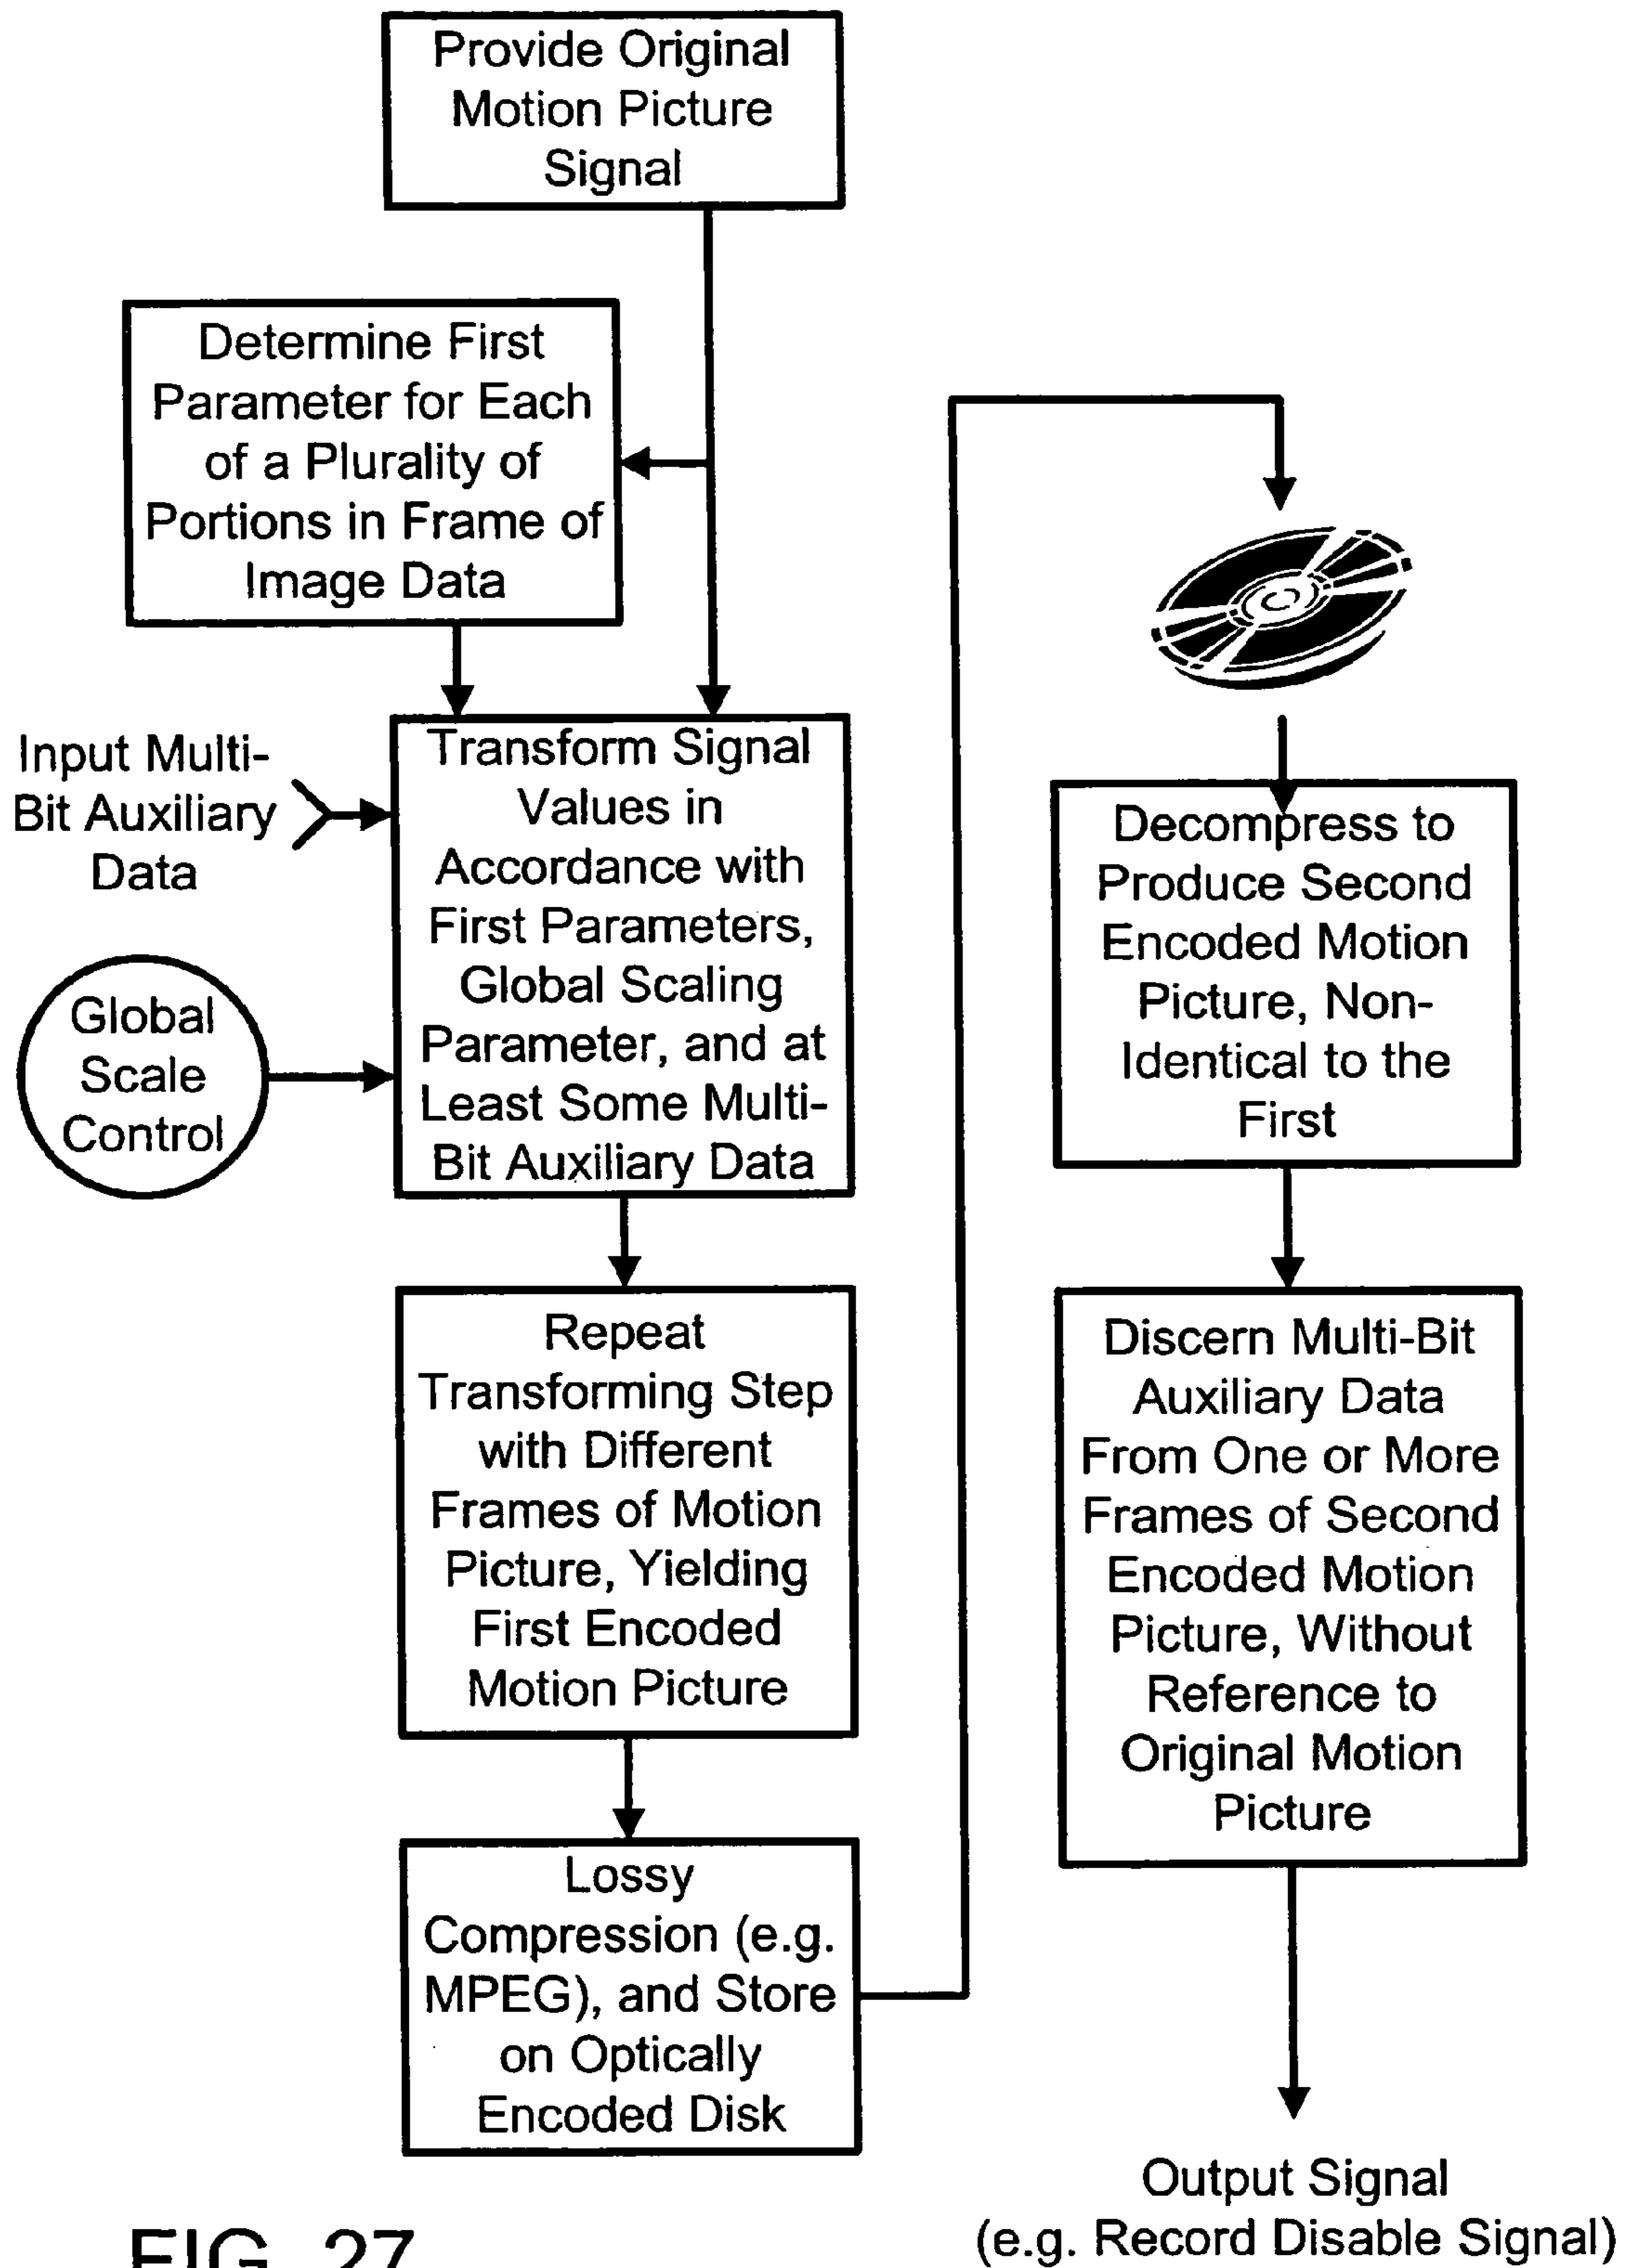 Provide Original
Motion Picture
Signal
Determine First
Parameter for Each
of a Plurality of
Portions in Frame of
Image Data
Input Multi-
Bit Auxiliary
Data
Global
Scale
Control
Transform Signal
Values in
Accordance with
First Parameters,
Global Scaling
Parameter, and at
Least Some Multi-
Bit Auxiliary Data
Repeat
Transforming Step
with Different
Frames of Motion
Picture, Yielding
First Encoded
Motion Picture
Lossy
Compression (e.g.
MPEG), and Store
on Optically
Encoded Disk
Decompress to
Produce Second
Encoded Motion
Picture, Non-
Identical to the
First
Discern Multi-Bit
Auxiliary Data
From One or More
Frames of Second
Encoded Motion
Picture, Without
Reference to
Original Motion
Picture
Output Signal
(e.g. Record Disable Signal)
FIG. 27